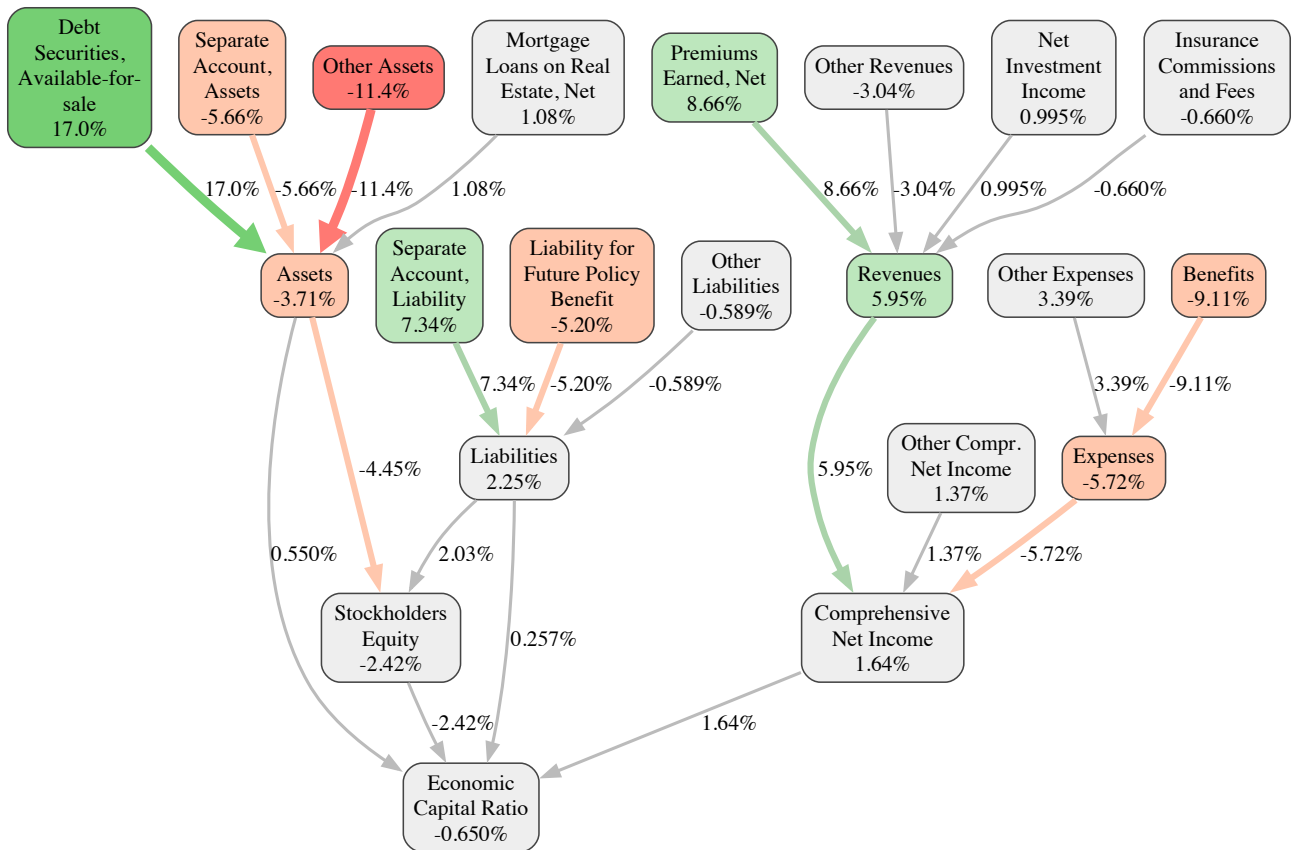 Debt
Securities,
Available-for-
sale
17.0%
Separate
Account,
Assets
-5.66%
Other Assets
-11.4%
Mortgage
Loans on Real
Estate, Net
1.08%
Premiums
Earned, Net
8.66%
Other Revenues
-3.04%
Net
Investment
Income
0.995%
Insurance
Commissions
and Fees
-0.660%
17.0%
-5.66%
-11.4%
1.08%
8.66%
-3.04%
0.995%
-0.660%
Assets
-3.71%
Separate
Account,
Liability
7.34%
Liability for
Future Policy
Benefit
-5.20%
Other
Liabilities
-0.589%
Revenues
5.95%
Other Expenses
3.39%
Benefits
-9.11%
7.34%
-5.20%
-0.589%
3.39%
-9.11%
-4.45%
Liabilities
2.25%
5.95%
Other Compr.
Net Income
1.37%
Expenses
-5.72%
0.550%
2.03%
1.37%
-5.72%
Stockholders
Equity
-2.42%
0.257%
Comprehensive
Net Income
1.64%
-2.42%
1.64%
Economic
Capital Ratio
-0.650%